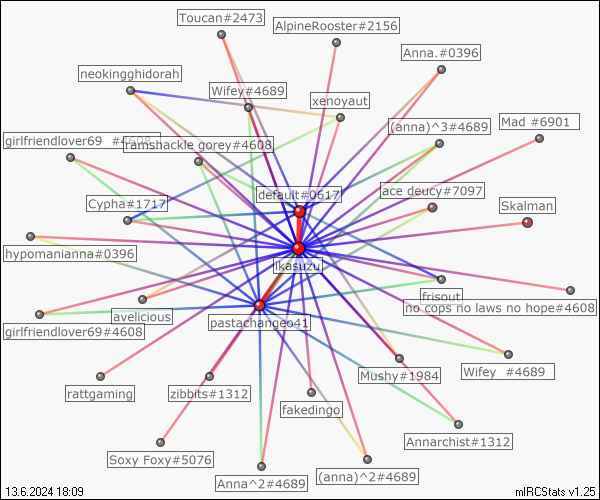 Toucan#2473
AlpineRooster#2156
Anna.#0396
neokingghidorah
Wifey#4689
xenoyaut
(anna)^3#4689
Mad #6901
girlfriendlover69 #4608
ramshackle gorey#4608
default#0617
ace deucy#7097
Cypha#1717
Skalman
hypomanianna#0396
ikasuzu
frisout
no cops no laws no hope#4608
avelicious
pastachangeo41
girlfriendlover69#4608
Wifey #4689
Mushy#1984
rattgaming
zibbits#1312
fakedingo
Annarchist#1312
Soxy Foxy#5076
Anna^2#4689
(anna)^2#4689
13.6.2024 18:09
mIRCStats v1.25